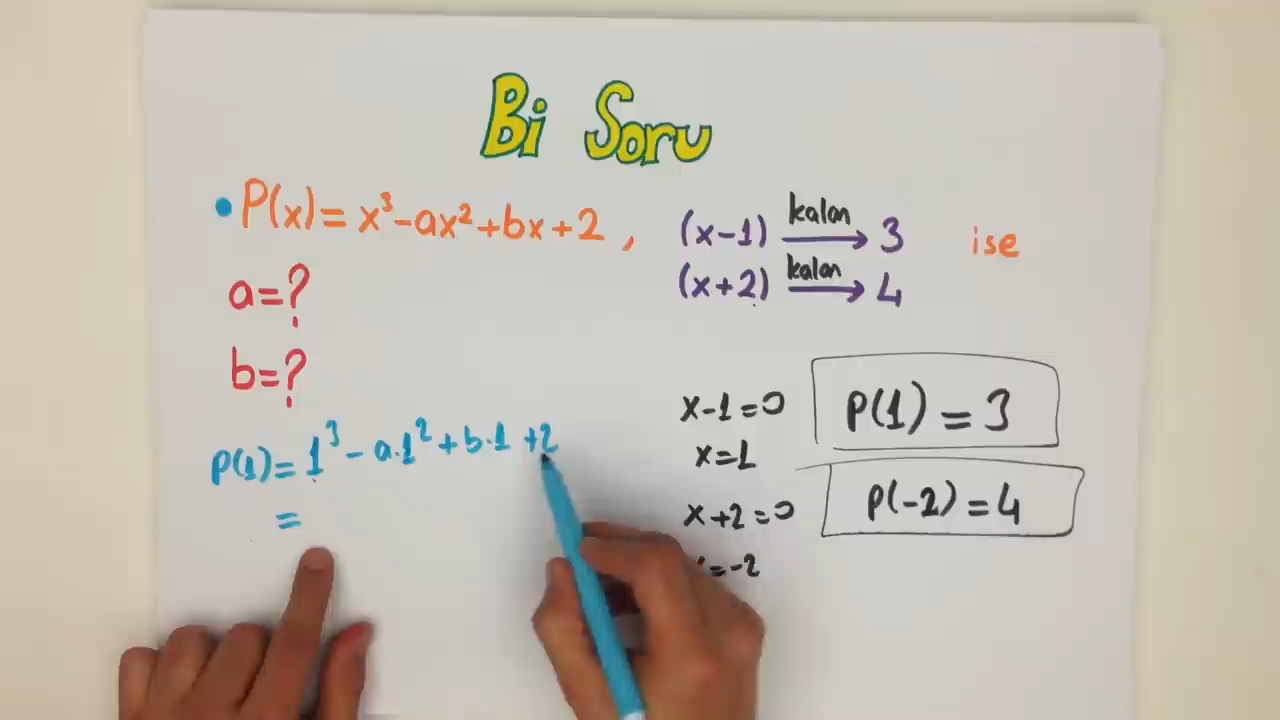 Bi Soru
• P(x) = x³-ax²+bx+2 , (x-1) kalan → 3 ise
(x+2) kalan → 4
a=?
b=?
P(1)= 1³ - a.1² + b.1 +2
=
x-1=0
x=1
P(1) = 3
x+2=0
=-2
P(-2) = 4